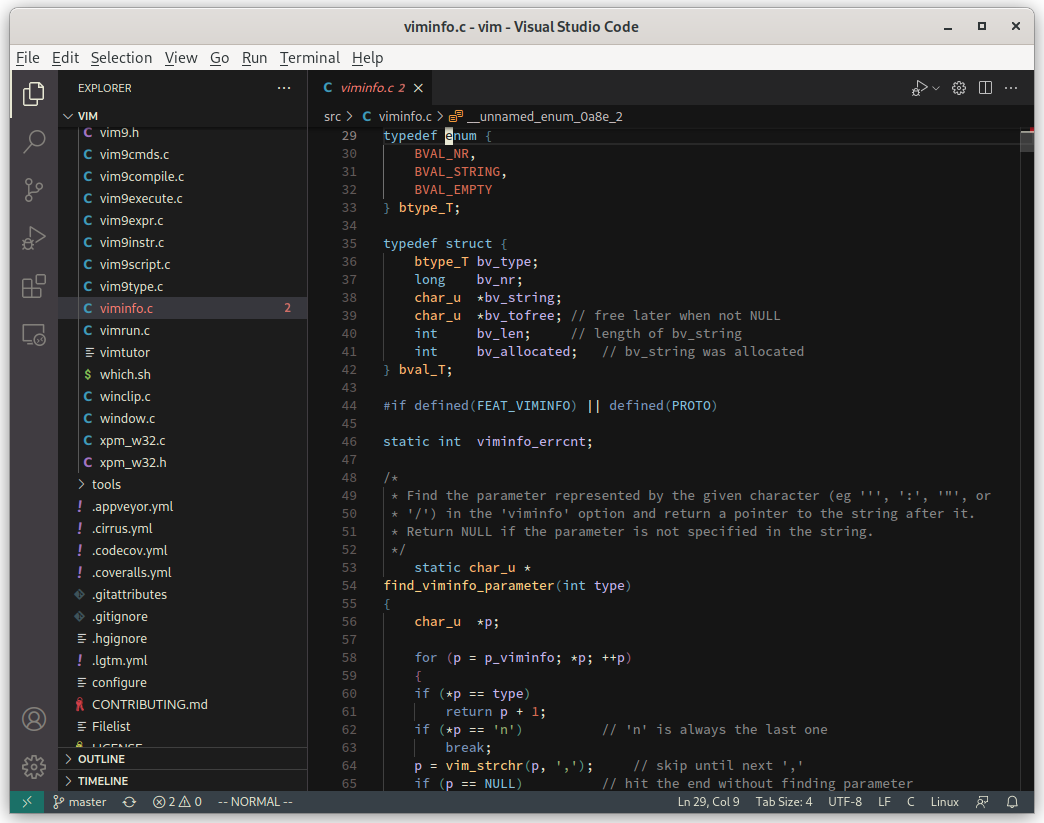 viminfo.c - vim - Visual Studio Code
File Edit Selection View Go Run Terminal Help
EXPLORER
VIM
vim9.h
C vim9cmds.c
C vim9compile.c
C vim9execute.c
C vim9expr.c
C vim9instr.c
C vim9script.c
C vim9type.c
C viminfo.c 2
C vimrun.c
vimtutor
$ which.sh
C winclip.c
C window.c
C xpm_w32.c
C xpm_w32.h
tools
! .appveyor.yml
! .cirrus.yml
! .codecov.yml
! .coveralls.yml
.gitattributes
.gitignore
.hgignore
! .lgtm.yml
configure
CONTRIBUTING.md
Filelist
LICENSE
OUTLINE
TIMELINE
C viminfo.c 2
src > C viminfo.c > __unnamed_enum_0a8e_2
29 typedef enum {
30     BVAL_NR,
31     BVAL_STRING,
32     BVAL_EMPTY
33 } btype_T;
34
35 typedef struct {
36     btype_T bv_type;
37     long    bv_nr;
38     char_u  *bv_string;
39     char_u  *bv_tofree; // free later when not NULL
40     int     bv_len;     // length of bv_string
41     int     bv_allocated;   // bv_string was allocated
42 } bval_T;
43
44 #if defined(FEAT_VIMINFO) || defined(PROTO)
45
46 static int  viminfo_errcnt;
47
48 /*
49  * Find the parameter represented by the given character (eg ''', ':', '"', or
50  * '/') in the 'viminfo' option and return a pointer to the string after it.
51  * Return NULL if the parameter is not specified in the string.
52  */
53     static char_u *
54 find_viminfo_parameter(int type)
55 {
56     char_u  *p;
57
58     for (p = p_viminfo; *p; ++p)
59     {
60     if (*p == type)
61         return p + 1;
62     if (*p == 'n')          // 'n' is always the last one
63         break;
64     p = vim_strchr(p, ',');     // skip until next ','
65     if (p == NULL)          // hit the end without finding parameter
master 2 0 -- NORMAL -- Ln 29, Col 9 Tab Size: 4 UTF-8 LF C Linux